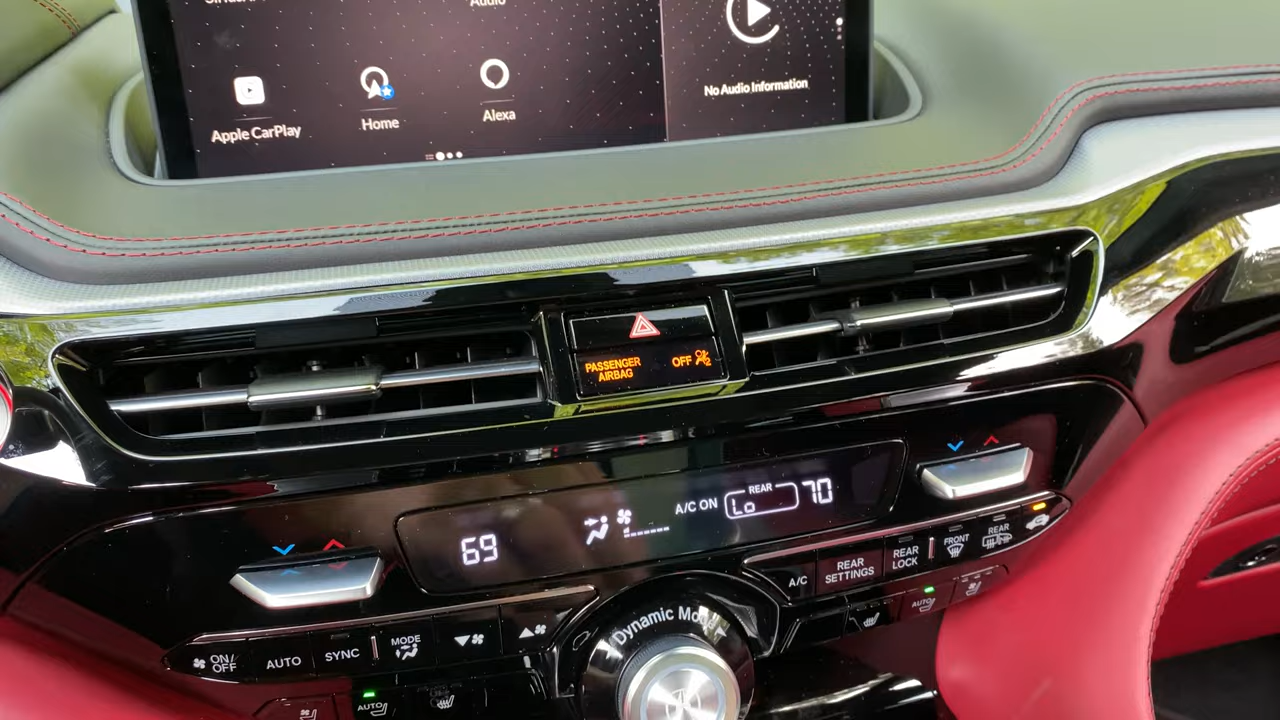 Audio
Apple CarPlay
Home
Alexa
No Audio Information
PASSENGER
AIRBAG
OFF
69
A/C ON
REAR
Lo
70
ON/
OFF
AUTO
SYNC
MODE
A/C
REAR
SETTINGS
REAR
LOCK
FRONT
REAR
AUTO
AUTO
Dynamic Mode